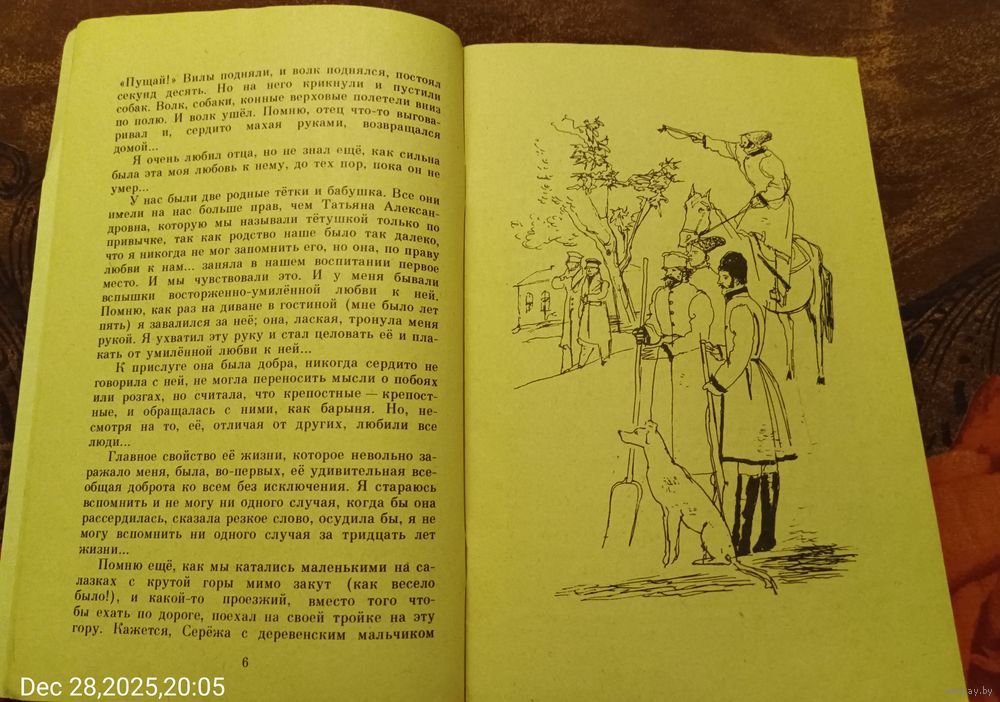 «Пущай!» Вилы подняли, и волк поднялся, постоял
секунд десять. Но на него крикнули и пустили
собак. Волк, собаки, конные верховые полетели вниз
по полю. И волк ушёл. Помню, отец что-то выгова-
ривал и, сердито махая руками, возвращался
домой...
Я очень любил отца, но не знал ещё, как сильна
была эта моя любовь к нему, до тех пор, пока он не
умер...
У нас были две родные тётки и бабушка. Все они
имели на нас больше прав, чем Татьяна Алексан-
дровна, которую мы называли тётушкой только по
привычке, так как родство наше было так далеко,
что я никогда не мог запомнить его, но она, по праву
любви к нам... заняла в нашем воспитании первое
место. И мы чувствовали это. И у меня бывали
вспышки восторженно-умилённой любви к ней.
Помню, как раз на диване в гостиной (мне было лет
пять) я завалился за неё; она, лаская, тронула меня
рукой. Я ухватил эту руку и стал целовать её и пла-
кать от умилённой любви к ней...
К прислуге она была добра, никогда сердито не
говорила с ней, не могла переносить мысли о побоях
или розгах, но считала, что крепостные — крепост-
ные, и обращалась с ними, как барыня. Но, не-
смотря на то, её, отличая от других, любили все
люди...
Главное свойство её жизни, которое невольно за-
ражало меня, была, во-первых, её удивительная все-
общая доброта ко всем без исключения. Я стараюсь
вспомнить и не могу ни одного случая, когда бы она
рассердилась, сказала резкое слово, осудила бы, я не
могу вспомнить ни одного случая за тридцать лет
жизни...
Помню ещё, как мы катались маленькими на са-
лазках с крутой горы мимо закут (как весело
было!), и какой-то проезжий, вместо того что-
бы ехать по дороге, поехал на своей тройке на эту
гору. Кажется, Серёжа с деревенским мальчиком
6
Dec 28,2025,20:05